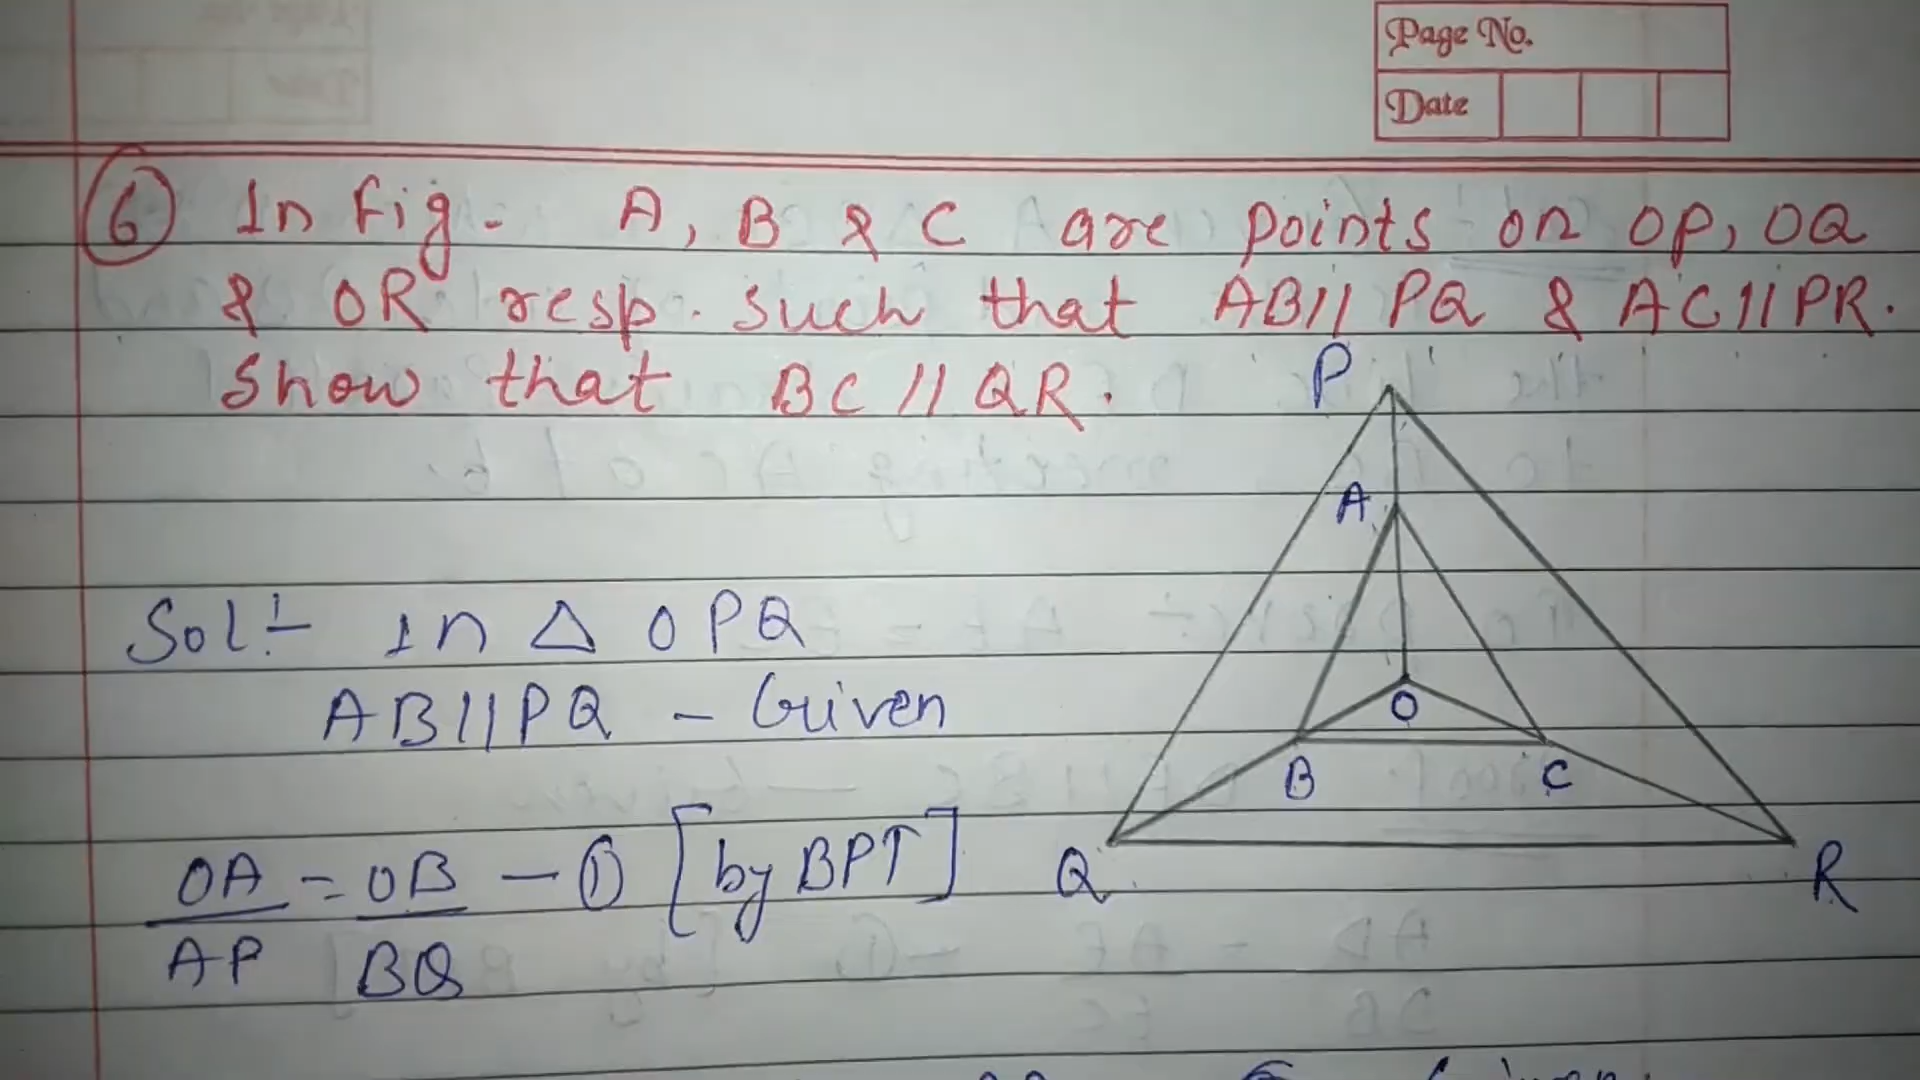 Page No.
Date
6 In fig - A, B & C are points on OP, OQ
& OR resp. such that AB || PQ & AC || PR.
Show that BC || QR.
P
A
Sol:- In △ OPQ
AB || PQ - Given
O
B
C
OA/AP = OB/BQ - ① [by BPT]
Q
R